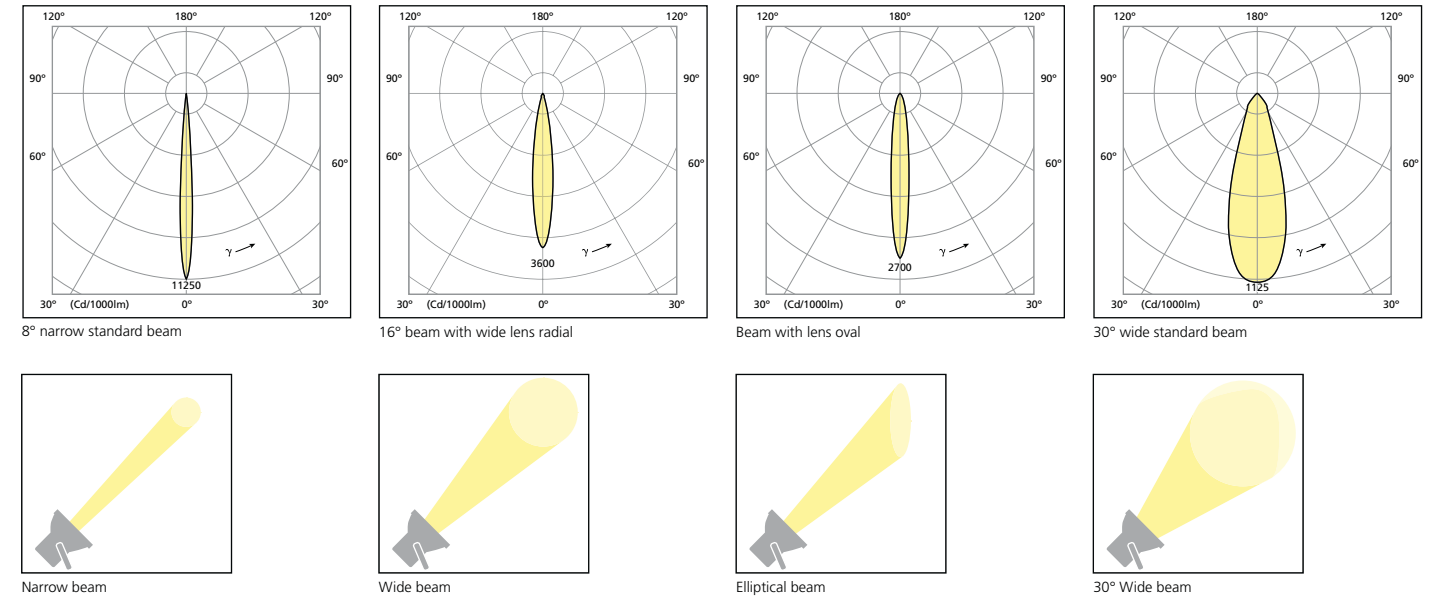 120° 180° 120°
90° 90°
60° 60°
γ
11250
30° (Cd/1000lm) 0° 30°
8° narrow standard beam
120° 180° 120°
90° 90°
60° 60°
γ
3600
30° (Cd/1000lm) 0° 30°
16° beam with wide lens radial
120° 180° 120°
90° 90°
60° 60°
γ
2700
30° (Cd/1000lm) 0° 30°
Beam with lens oval
120° 180° 120°
90° 90°
60° 60°
γ
1125
30° (Cd/1000lm) 0° 30°
30° wide standard beam
Narrow beam
Wide beam
Elliptical beam
30° Wide beam